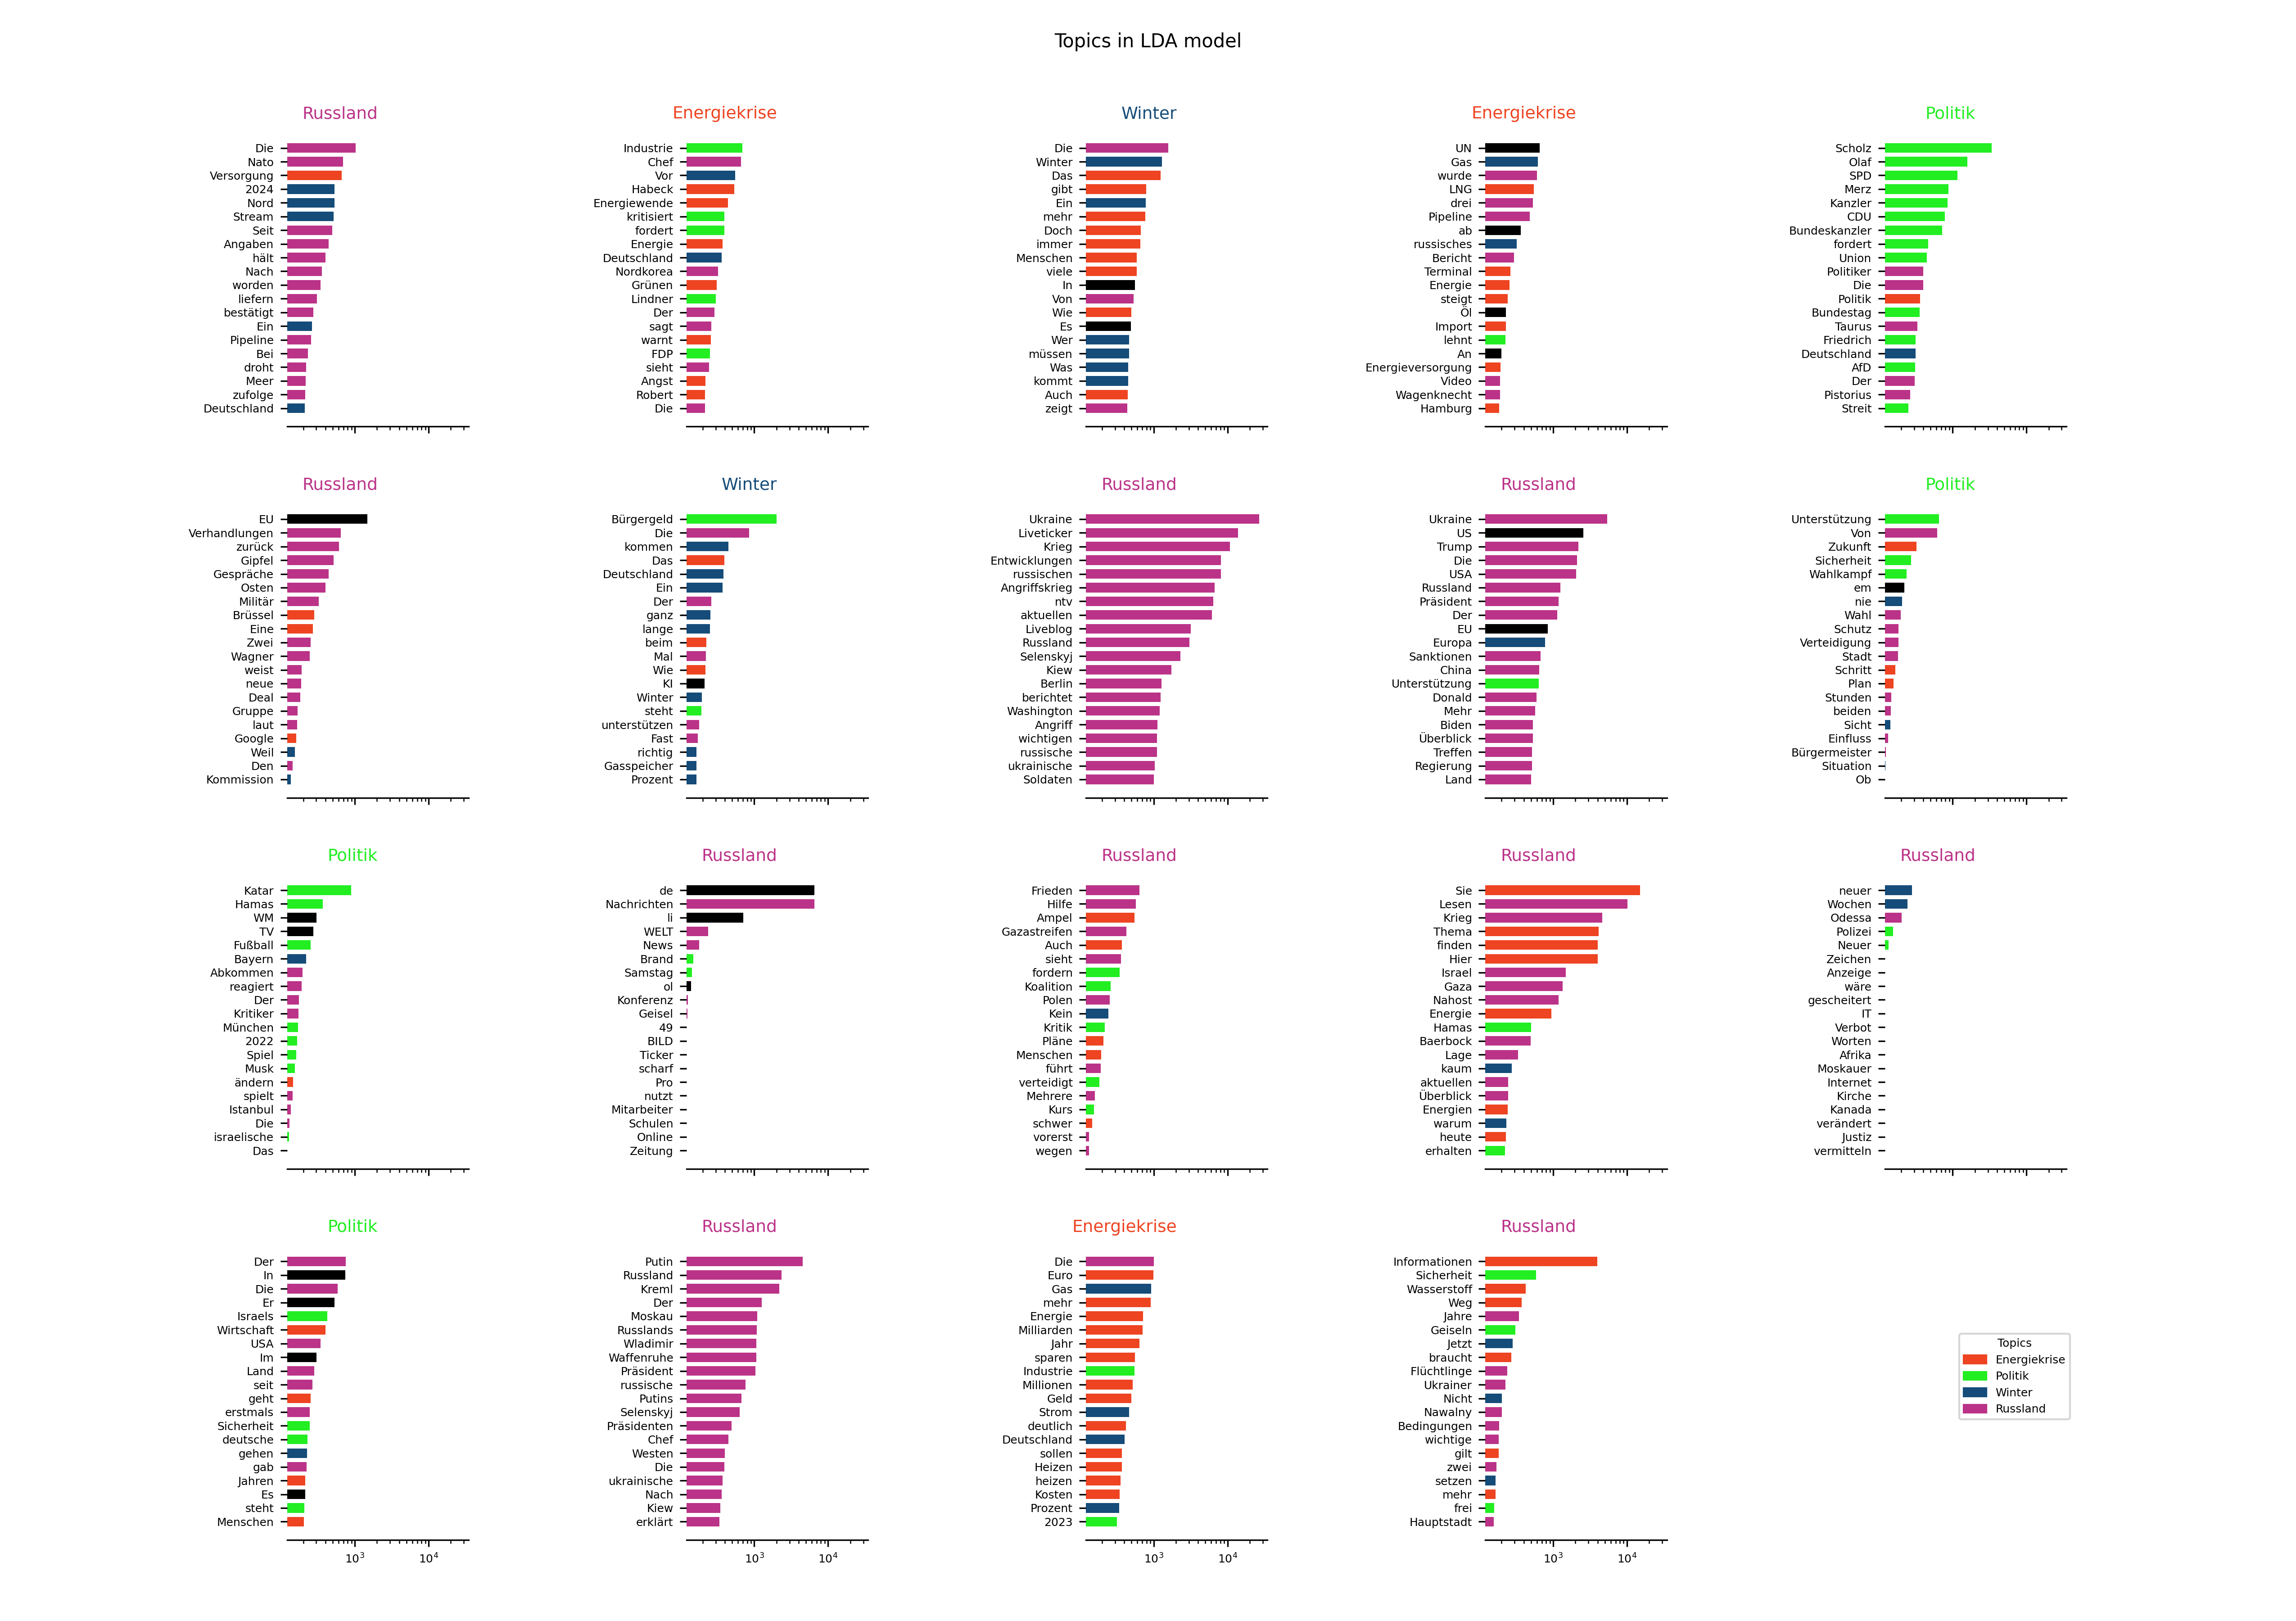 Topics in LDA model
Russland
Die
Nato
Versorgung
2024
Nord
Stream
Seit
Angaben
hält
Nach
worden
liefern
bestätigt
Ein
Pipeline
Bei
droht
Meer
zufolge
Deutschland
Energiekrise
Industrie
Chef
Vor
Habeck
Energiewende
kritisiert
fordert
Energie
Deutschland
Nordkorea
Grünen
Lindner
Der
sagt
warnt
FDP
sieht
Angst
Robert
Die
Winter
Die
Winter
Das
gibt
Ein
mehr
Doch
immer
Menschen
viele
In
Von
Wie
Es
Wer
müssen
Was
kommt
Auch
zeigt
Energiekrise
UN
Gas
wurde
LNG
drei
Pipeline
ab
russisches
Bericht
Terminal
Energie
steigt
Öl
Import
lehnt
An
Energieversorgung
Video
Wagenknecht
Hamburg
Politik
Scholz
Olaf
SPD
Merz
Kanzler
CDU
Bundeskanzler
fordert
Union
Politiker
Die
Politik
Bundestag
Taurus
Friedrich
Deutschland
AfD
Der
Pistorius
Streit
Russland
EU
Verhandlungen
zurück
Gipfel
Gespräche
Osten
Militär
Brüssel
Eine
Zwei
Wagner
weist
neue
Deal
Gruppe
laut
Google
Weil
Den
Kommission
Winter
Bürgergeld
Die
kommen
Das
Deutschland
Ein
Der
ganz
lange
beim
Mal
Wie
KI
Winter
steht
unterstützen
Fast
richtig
Gasspeicher
Prozent
Russland
Ukraine
Liveticker
Krieg
Entwicklungen
russischen
Angriffskrieg
ntv
aktuellen
Liveblog
Russland
Selenskyj
Kiew
Berlin
berichtet
Washington
Angriff
wichtigen
russische
ukrainische
Soldaten
Russland
Ukraine
US
Trump
Die
USA
Russland
Präsident
Der
EU
Europa
Sanktionen
China
Unterstützung
Donald
Mehr
Biden
Überblick
Treffen
Regierung
Land
Politik
Unterstützung
Von
Zukunft
Sicherheit
Wahlkampf
em
nie
Wahl
Schutz
Verteidigung
Stadt
Schritt
Plan
Stunden
beiden
Sicht
Einfluss
Bürgermeister
Situation
Ob
Politik
Katar
Hamas
WM
TV
Fußball
Bayern
Abkommen
reagiert
Der
Kritiker
München
2022
Spiel
Musk
ändern
spielt
Istanbul
Die
israelische
Das
Russland
de
Nachrichten
li
WELT
News
Brand
Samstag
ol
Konferenz
Geisel
49
BILD
Ticker
scharf
Pro
nutzt
Mitarbeiter
Schulen
Online
Zeitung
Russland
Frieden
Hilfe
Ampel
Gazastreifen
Auch
sieht
fordern
Koalition
Polen
Kein
Kritik
Pläne
Menschen
führt
verteidigt
Mehrere
Kurs
schwer
vorerst
wegen
Russland
Sie
Lesen
Krieg
Thema
finden
Hier
Israel
Gaza
Nahost
Energie
Hamas
Baerbock
Lage
kaum
aktuellen
Überblick
Energien
warum
heute
erhalten
Russland
neuer
Wochen
Odessa
Polizei
Neuer
Zeichen
Anzeige
wäre
gescheitert
IT
Verbot
Worten
Afrika
Moskauer
Internet
Kirche
Kanada
verändert
Justiz
vermitteln
Politik
Der
In
Die
Er
Israels
Wirtschaft
USA
Im
Land
seit
geht
erstmals
Sicherheit
deutsche
gehen
gab
Jahren
Es
steht
Menschen
10³ 10⁴
Russland
Putin
Russland
Kreml
Der
Moskau
Russlands
Wladimir
Waffenruhe
Präsident
russische
Putins
Selenskyj
Präsidenten
Chef
Westen
Die
ukrainische
Nach
Kiew
erklärt
10³ 10⁴
Energiekrise
Die
Euro
Gas
mehr
Energie
Milliarden
Jahr
sparen
Industrie
Millionen
Geld
Strom
deutlich
Deutschland
sollen
Heizen
heizen
Kosten
Prozent
2023
10³ 10⁴
Russland
Informationen
Sicherheit
Wasserstoff
Weg
Jahre
Geiseln
Jetzt
braucht
Flüchtlinge
Ukrainer
Nicht
Nawalny
Bedingungen
wichtige
gilt
zwei
setzen
mehr
frei
Hauptstadt
10³ 10⁴
Topics
Energiekrise
Politik
Winter
Russland